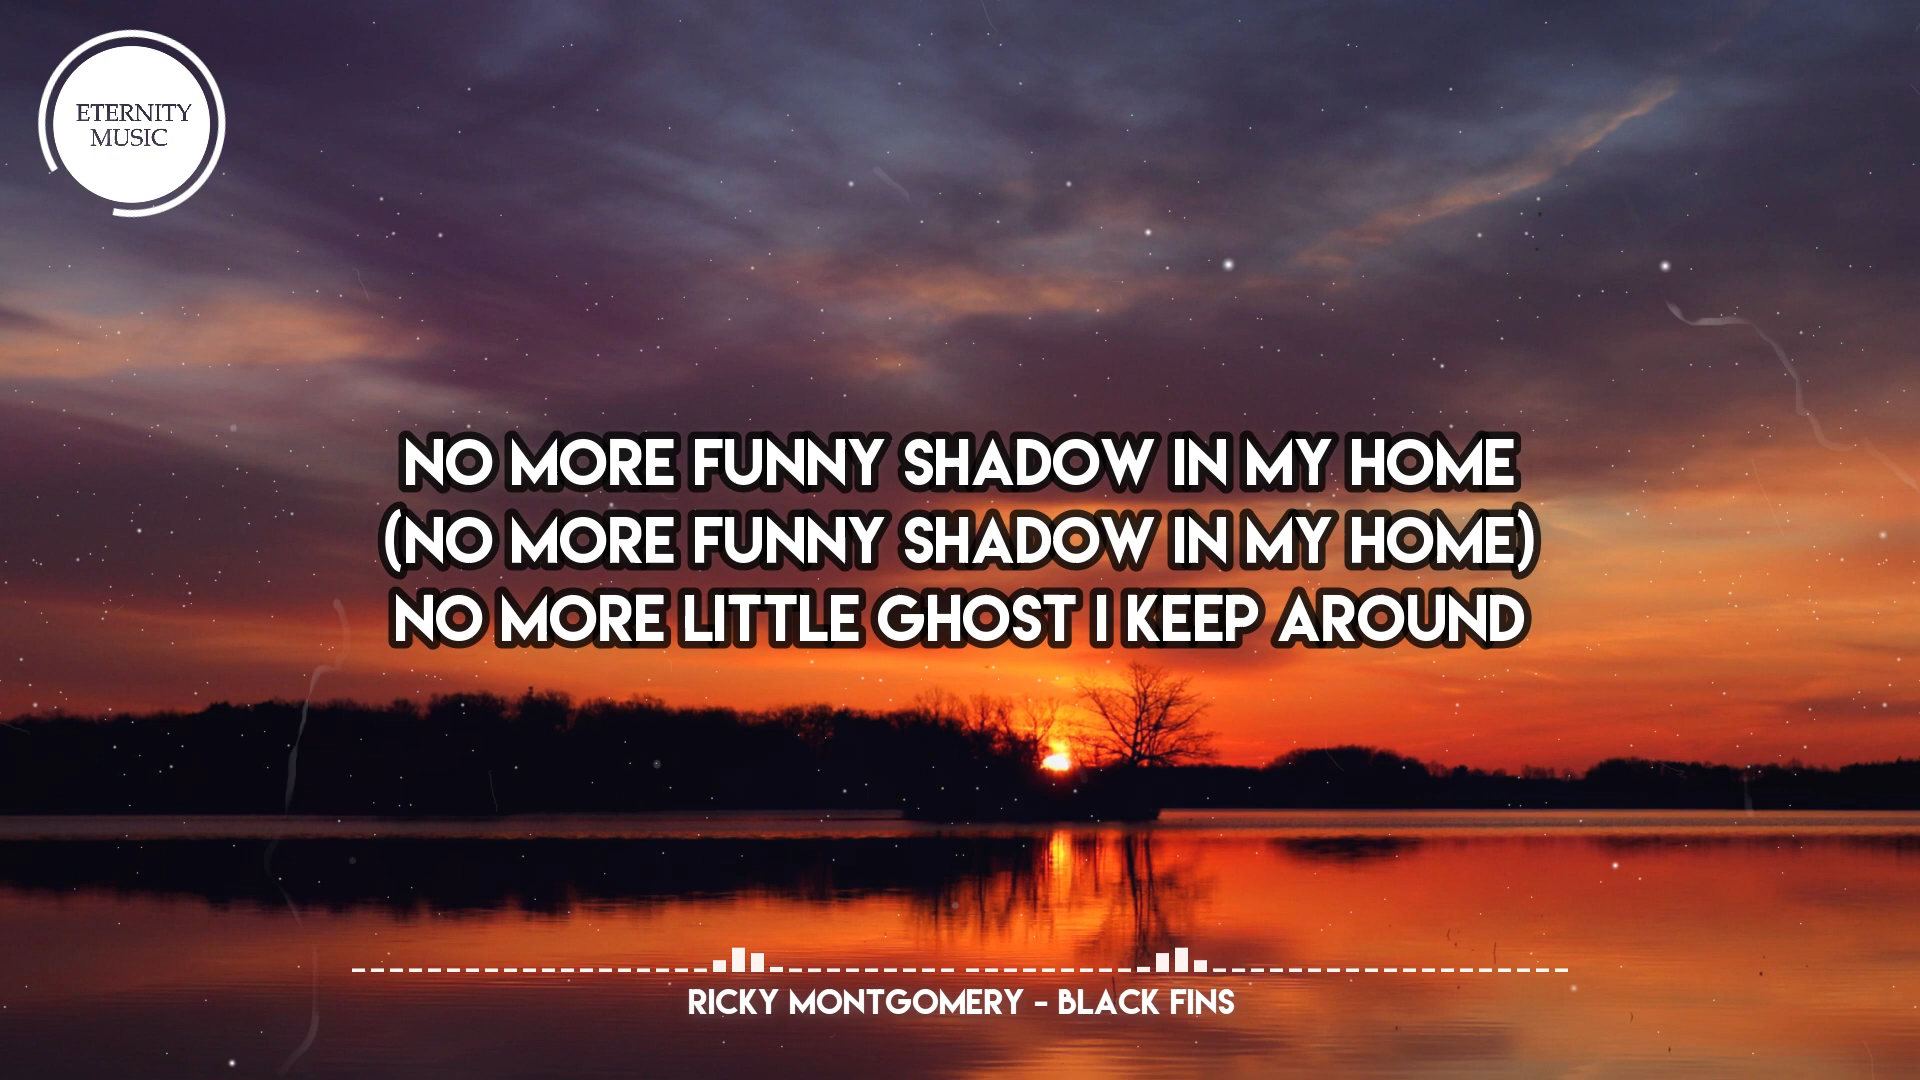 ETERNITY
MUSIC
NO MORE FUNNY SHADOW IN MY HOME
(NO MORE FUNNY SHADOW IN MY HOME)
NO MORE LITTLE GHOST I KEEP AROUND
RICKY MONTGOMERY - BLACK FINS